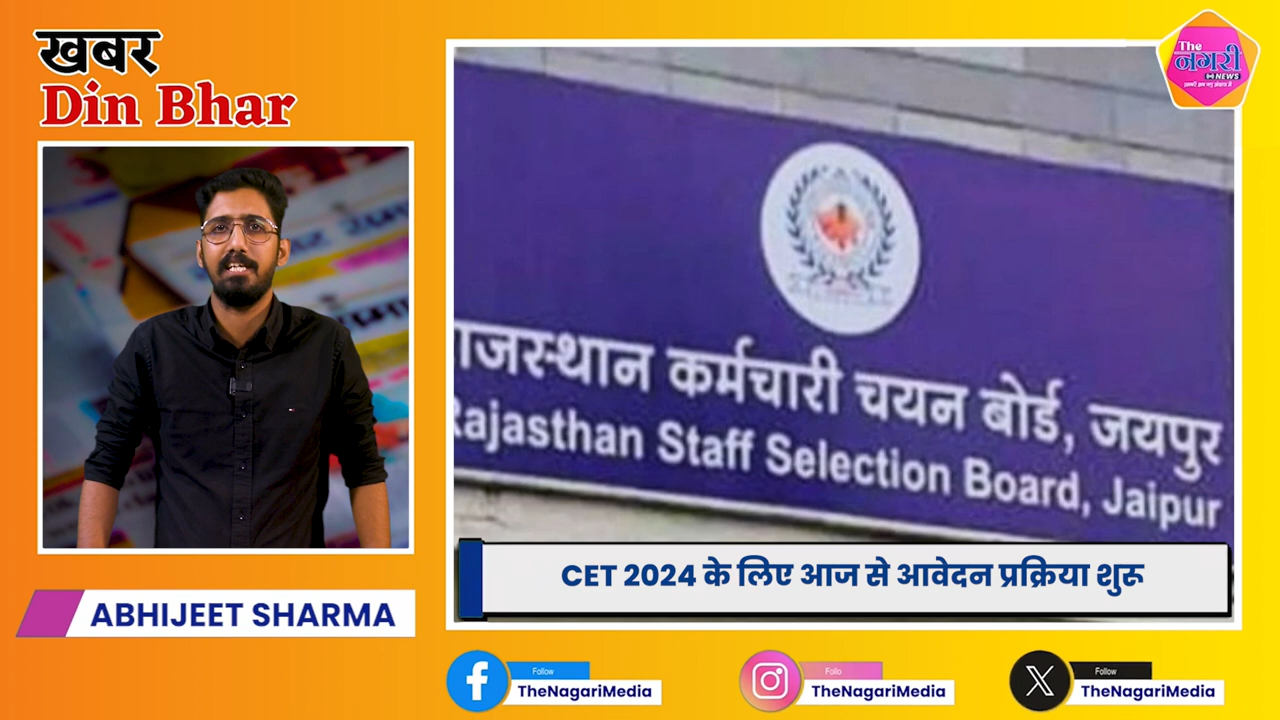 खबर
Din Bhar
The
नगरी
NEWS
राजस्थान कर्मचारी चयन बोर्ड, जयपुर
Rajasthan Staff Selection Board, Jaipur
CET 2024 के लिए आज से आवेदन प्रक्रिया शुरू
ABHIJEET SHARMA
Follow
TheNagariMedia
Follo
TheNagariMedia
Follow
TheNagariMedia